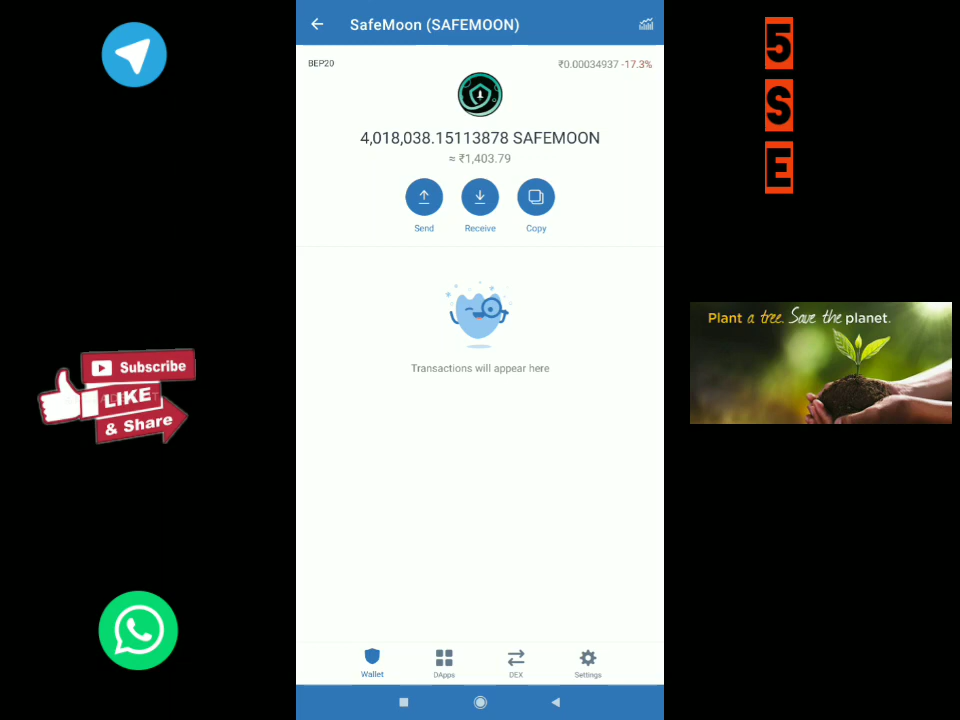 SafeMoon (SAFEMOON)
BEP20
₹0.00034937 -17.3%
4,018,038.15113878 SAFEMOON
≈ ₹1,403.79
Send
Receive
Copy
Transactions will appear here
Wallet
DApps
DEX
Settings
Subscribe
LIKE
& Share
5
S
E
Plant a tree. Save the planet.